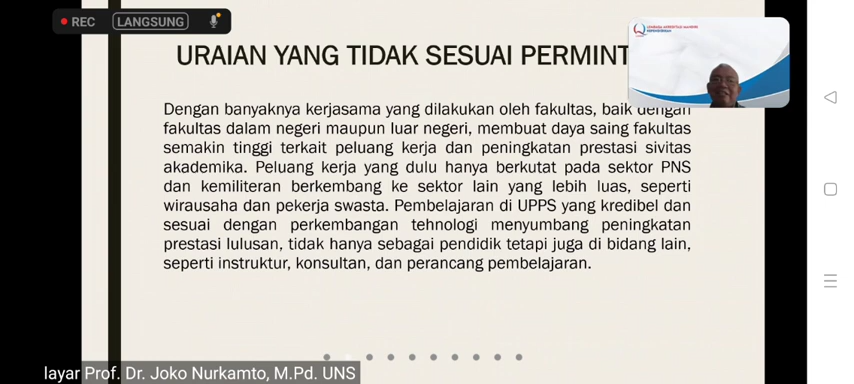 REC
LANGSUNG
URAIAN YANG TIDAK SESUAI PERMINT
LEMBAGA AKREDITASI MANDIRI
KEPENDIDIKAN
Dengan banyaknya kerjasama yang dilakukan oleh fakultas, baik dengan
fakultas dalam negeri maupun luar negeri, membuat daya saing fakultas
semakin tinggi terkait peluang kerja dan peningkatan prestasi sivitas
akademika. Peluang kerja yang dulu hanya berkutat pada sektor PNS
dan kemiliteran berkembang ke sektor lain yang lebih luas, seperti
wirausaha dan pekerja swasta. Pembelajaran di UPPS yang kredibel dan
sesuai dengan perkembangan tehnologi menyumbang peningkatan
prestasi lulusan, tidak hanya sebagai pendidik tetapi juga di bidang lain,
seperti instruktur, konsultan, dan perancang pembelajaran.
layar Prof. Dr. Joko Nurkamto, M.Pd. UNS